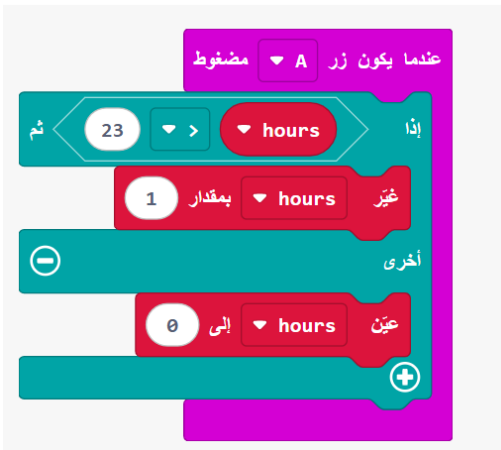 عندما يكون زر A مضغوط
إذا hours < 23 ثم
غيّر hours بمقدار 1
أخرى
عيّن hours إلى 0